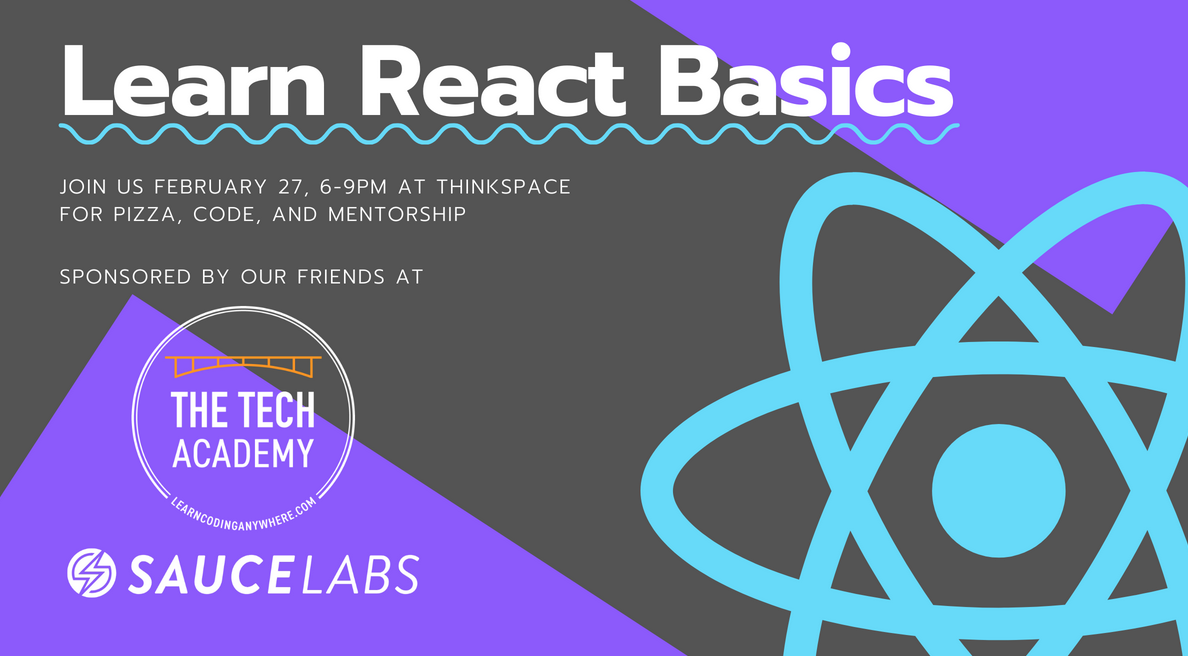 Learn React Basics
JOIN US FEBRUARY 27, 6-9PM AT THINKSPACE
FOR PIZZA, CODE, AND MENTORSHIP
SPONSORED BY OUR FRIENDS AT
THE TECH
ACADEMY
LEARNCODINGANYWHERE.COM
SAUCELABS